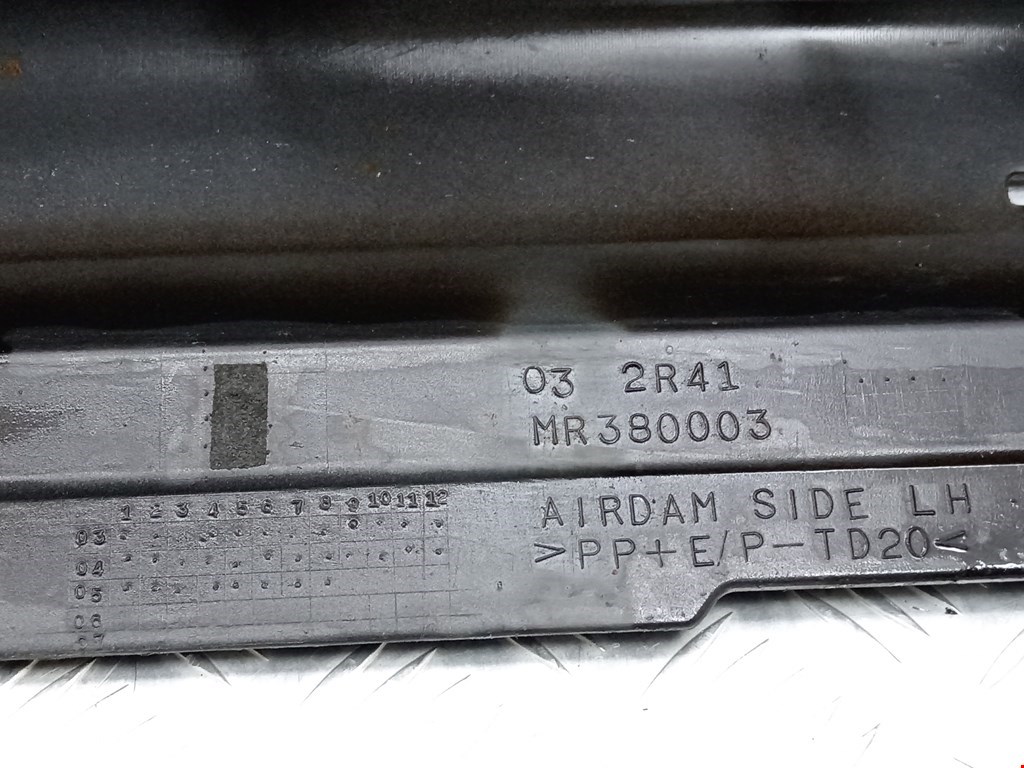 03 2R41
MR380003
AIRDAM SIDE LH
>PP+E/P-TD20<
1 2 3 4 5 6 7 8 9 10 11 12
03
04
05
06
07